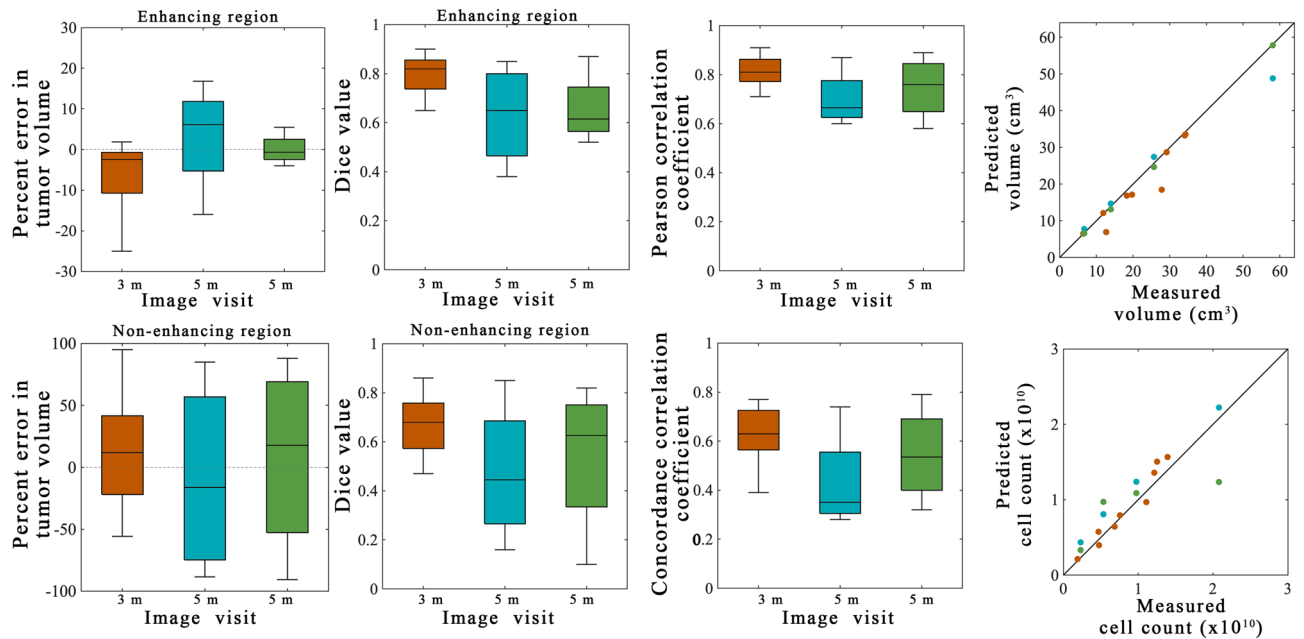 Enhancing region
Percent error in
tumor volume
30
20
10
0
-10
-20
-30
3 m
5 m
5 m
Image visit
Enhancing region
Dice value
1
0.8
0.6
0.4
0.2
0
3 m
5 m
5 m
Image visit
Pearson correlation
coefficient
1
0.8
0.6
0.4
0.2
0
3 m
5 m
5 m
Image visit
Predicted
volume (cm³)
60
50
40
30
20
10
0
0
10
20
30
40
50
60
Measured
volume (cm³)
Non-enhancing region
Percent error in
tumor volume
100
50
0
-50
-100
3 m
5 m
5 m
Image visit
Non-enhancing region
Dice value
1
0.8
0.6
0.4
0.2
0
3 m
5 m
5 m
Image visit
Concordance correlation
coefficient
1
0.8
0.6
0.4
0.2
0
3 m
5 m
5 m
Image visit
Predicted
cell count (x10¹⁰)
3
2
1
0
0
1
2
3
Measured
cell count (x10¹⁰)